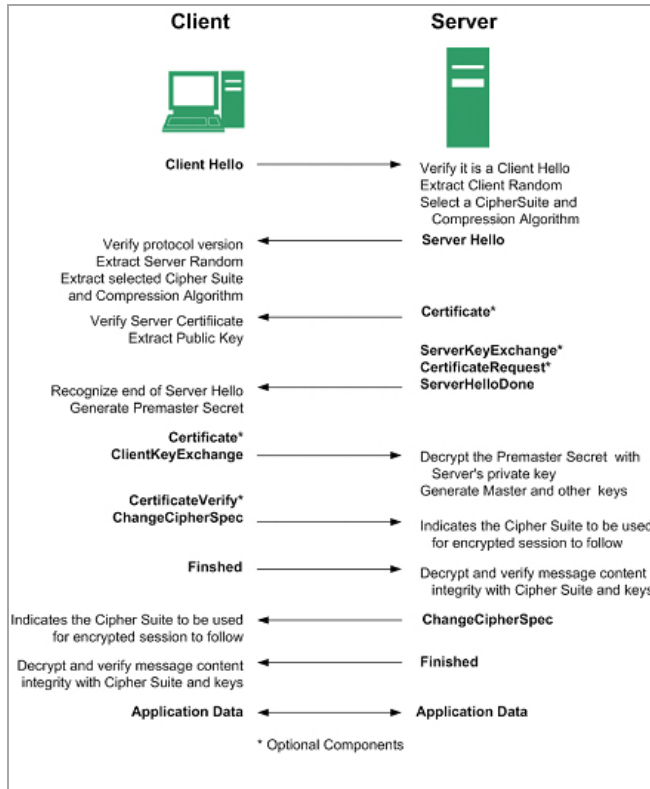 Client
Server
Client Hello
Verify it is a Client Hello
Extract Client Random
Select a CipherSuite and
Compression Algorithm
Server Hello
Verify protocol version
Extract Server Random
Extract selected Cipher Suite
and Compression Algorithm
Certificate*
Verify Server Certifiicate
Extract Public Key
ServerKeyExchange*
CertificateRequest*
ServerHelloDone
Recognize end of Server Hello
Generate Premaster Secret
Certificate*
ClientKeyExchange
Decrypt the Premaster Secret with
Server's private key
Generate Master and other keys
CertificateVerify*
ChangeCipherSpec
Indicates the Cipher Suite to be used
for encrypted session to follow
Finshed
Decrypt and verify message content
integrity with Cipher Suite and keys
Indicates the Cipher Suite to be used
for encrypted session to follow
ChangeCipherSpec
Decrypt and verify message content
integrity with Cipher Suite and keys
Finished
Application Data
Application Data
* Optional Components